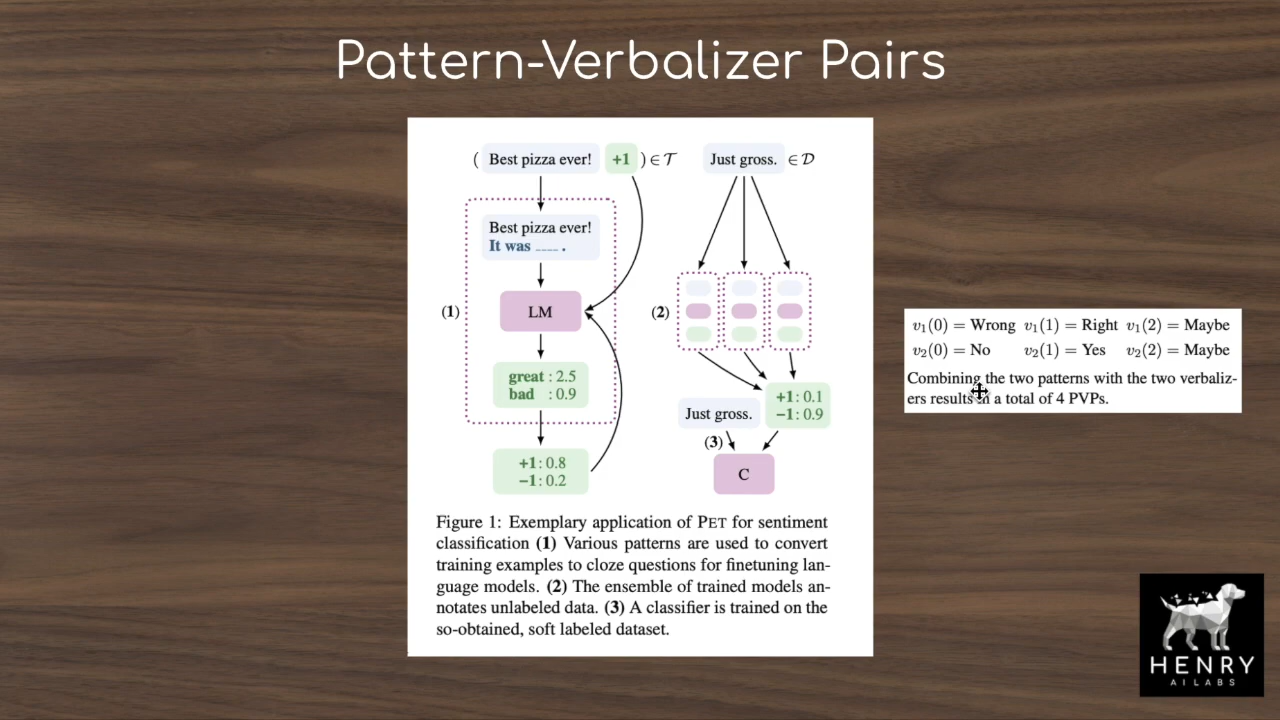 Pattern-Verbalizer Pairs
( Best pizza ever! +1 ) ∈ 𝒯
Just gross. ∈ 𝒟
Best pizza ever!
It was ____ .
(1)
LM
great : 2.5
bad : 0.9
+1 : 0.8
−1 : 0.2
(2)
+1 : 0.1
−1 : 0.9
Just gross.
(3)
C
Figure 1: Exemplary application of PET for sentiment
classification (1) Various patterns are used to convert
training examples to cloze questions for finetuning lan-
guage models. (2) The ensemble of trained models an-
notates unlabeled data. (3) A classifier is trained on the
so-obtained, soft labeled dataset.
v₁(0) = Wrong v₁(1) = Right v₁(2) = Maybe
v₂(0) = No v₂(1) = Yes v₂(2) = Maybe
Combining the two patterns with the two verbaliz-
ers results in a total of 4 PVPs.
HENRY
AI LABS